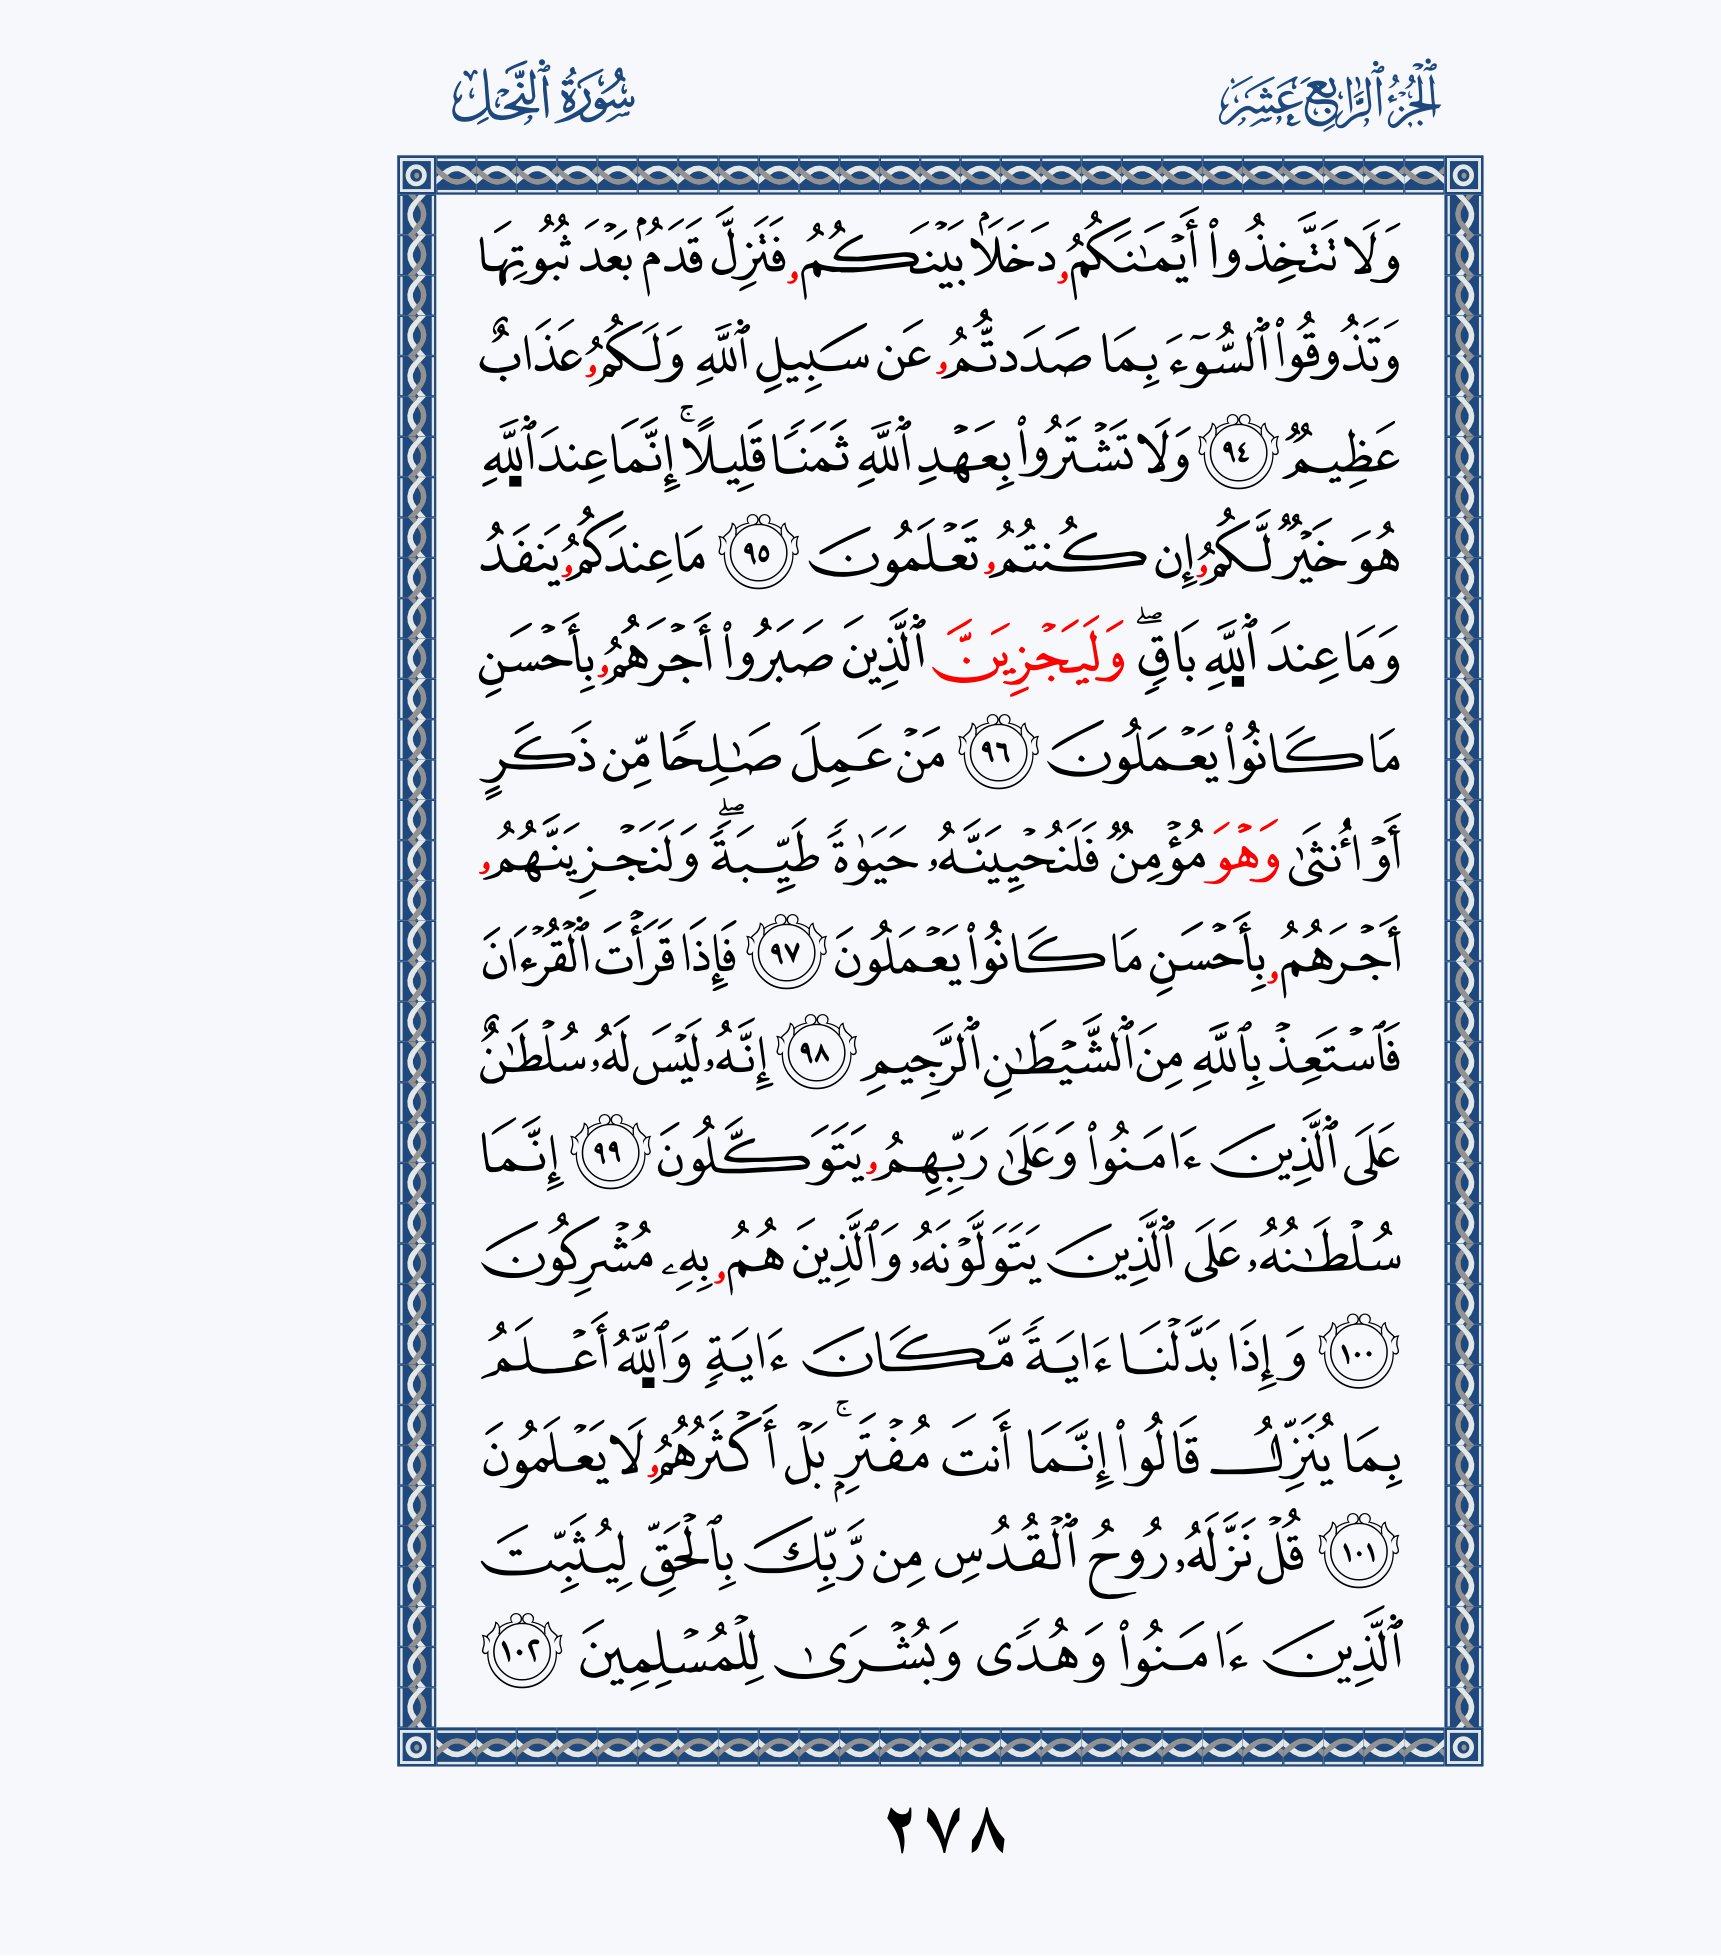 ٱلْجُزْءُ ٱلرَّابِعَ عَشَرَ
سُورَةُ ٱلنَّحْلِ
وَلَا تَتَّخِذُوٓا۟ أَيْمَـٰنَكُمُۥ دَخَلًۢا بَيْنَكُمُۥ فَتَزِلَّ قَدَمٌۢ بَعْدَ ثُبُوتِهَا
وَتَذُوقُوا۟ ٱلسُّوٓءَ بِمَا صَدَدتُّمُۥ عَن سَبِيلِ ٱللَّهِ وَلَكُمُۥ عَذَابٌ
عَظِيمٌ ٩٤ وَلَا تَشْتَرُوا۟ بِعَهْدِ ٱللَّهِ ثَمَنًا قَلِيلًا ۚ إِنَّمَا عِندَ ٱللَّهِ
هُوَ خَيْرٌ لَّكُمُۥ إِن كُنتُمُۥ تَعْلَمُونَ ٩٥ مَا عِندَكُمُۥ يَنفَدُ
وَمَا عِندَ ٱللَّهِ بَاقٍ ۖ وَلَيَجْزِيَنَّ ٱلَّذِينَ صَبَرُوٓا۟ أَجْرَهُمُۥ بِأَحْسَنِ
مَا كَانُوا۟ يَعْمَلُونَ ٩٦ مَنْ عَمِلَ صَـٰلِحًا مِّن ذَكَرٍ
أَوْ أُنثَىٰ وَهْوَ مُؤْمِنٌ فَلَنُحْيِيَنَّهُۥ حَيَوٰةً طَيِّبَةً ۖ وَلَنَجْزِيَنَّهُمُۥ
أَجْرَهُمُۥ بِأَحْسَنِ مَا كَانُوا۟ يَعْمَلُونَ ٩٧ فَإِذَا قَرَأْتَ ٱلْقُرْءَانَ
فَٱسْتَعِذْ بِٱللَّهِ مِنَ ٱلشَّيْطَـٰنِ ٱلرَّجِيمِ ٩٨ إِنَّهُۥ لَيْسَ لَهُۥ سُلْطَـٰنٌ
عَلَى ٱلَّذِينَ ءَامَنُوا۟ وَعَلَىٰ رَبِّهِمُۥ يَتَوَكَّلُونَ ٩٩ إِنَّمَا
سُلْطَـٰنُهُۥ عَلَى ٱلَّذِينَ يَتَوَلَّوْنَهُۥ وَٱلَّذِينَ هُمُۥ بِهِۦ مُشْرِكُونَ
١٠٠ وَإِذَا بَدَّلْنَآ ءَايَةً مَّكَانَ ءَايَةٍ وَٱللَّهُ أَعْلَمُ
بِمَا يُنَزِّلُ قَالُوٓا۟ إِنَّمَآ أَنتَ مُفْتَرٍۭ ۚ بَلْ أَكْثَرُهُمُۥ لَا يَعْلَمُونَ
١٠١ قُلْ نَزَّلَهُۥ رُوحُ ٱلْقُدُسِ مِن رَّبِّكَ بِٱلْحَقِّ لِيُثَبِّتَ
ٱلَّذِينَ ءَامَنُوا۟ وَهُدًى وَبُشْرَىٰ لِلْمُسْلِمِينَ ١٠٢
٢٧٨